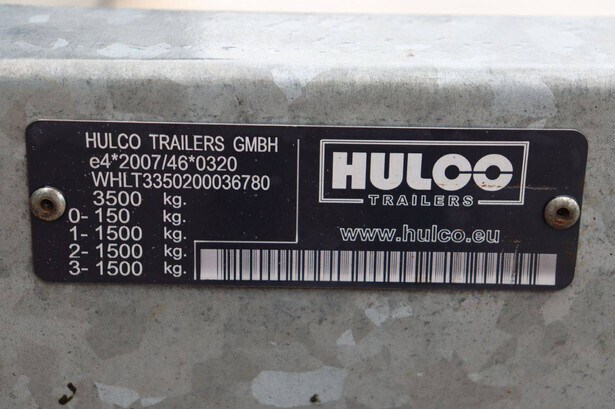 HULCO TRAILERS GMBH
e4*2007/46*0320
WHLT3350200036780
3500 kg.
0- 150 kg.
1- 1500 kg.
2- 1500 kg.
3- 1500 kg.
HULCO
TRAILERS
www.hulco.eu